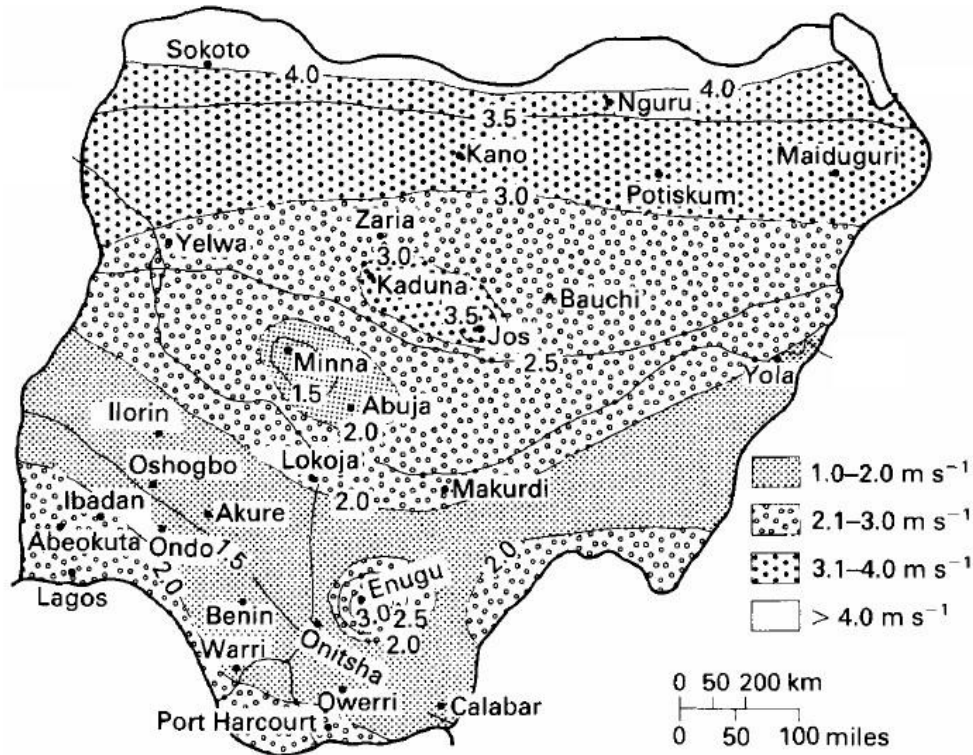 Sokoto
4.0
4.0
Nguru
3.5
Kano
Maiduguri
Potiskum
3.0
Zaria
Yelwa
3.0
Kaduna
Bauchi
3.5
Jos
2.5
Minna
Yola
1.5
Abuja
2.0
Ilorin
Lokoja
Oshogbo
Makurdi
2.0
Ibadan
Akure
Abeokuta
Ondo
1.5
2.0
2.0
Enugu
3.0
2.5
2.0
Lagos
Benin
Onitsha
Warri
Owerri
Calabar
Port Harcourt
1.0–2.0 m s⁻¹
2.1–3.0 m s⁻¹
3.1–4.0 m s⁻¹
> 4.0 m s⁻¹
0 50 200 km
0 50 100 miles